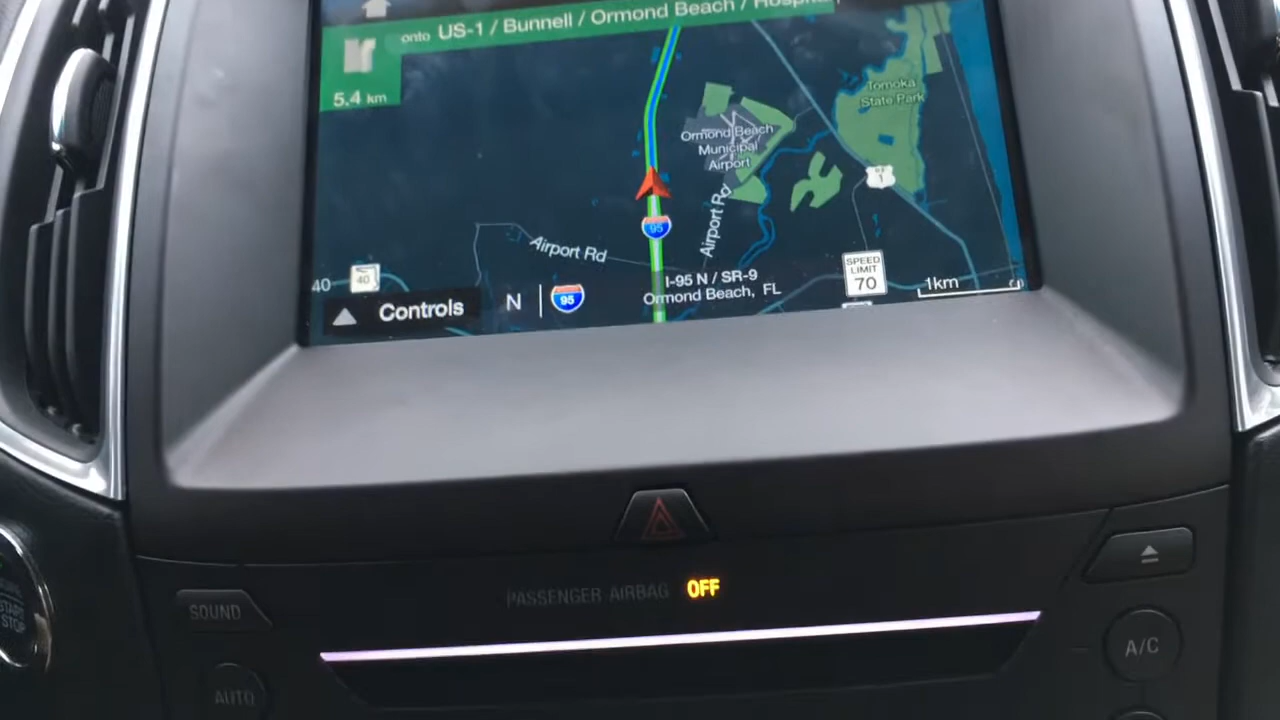 onto US-1 / Bunnell / Ormond Beach /
5.4 km
Tomoka
State Park
Ormond Beach
Municipal
Airport
1
95
Airport Rd
Airport Rd
40
40
Controls
N
95
I-95 N / SR-9
Ormond Beach, FL
SPEED
LIMIT
70
1km
PASSENGER AIRBAG OFF
SOUND
START
STOP
A/C
AUTO